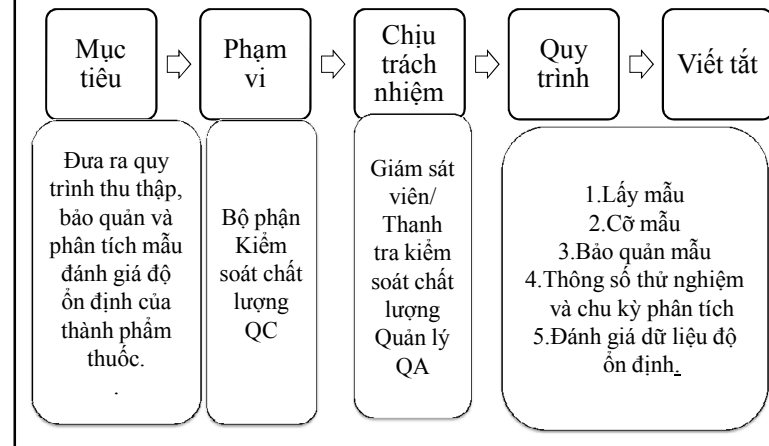 Mục
tiêu
Phạm
vi
Chịu
trách
nhiệm
Quy
trình
Viết tắt
Đưa ra quy
trình thu thập,
bảo quản và
phân tích mẫu
đánh giá độ
ổn định của
thành phẩm
thuốc.
.
Bộ phận
Kiểm
soát chất
lượng
QC
Giám sát
viên/
Thanh
tra kiểm
soát chất
lượng
Quản lý
QA
1.Lấy mẫu
2.Cỡ mẫu
3.Bảo quản mẫu
4.Thông số thử nghiệm
và chu kỳ phân tích
5.Đánh giá dữ liệu độ
ổn định.